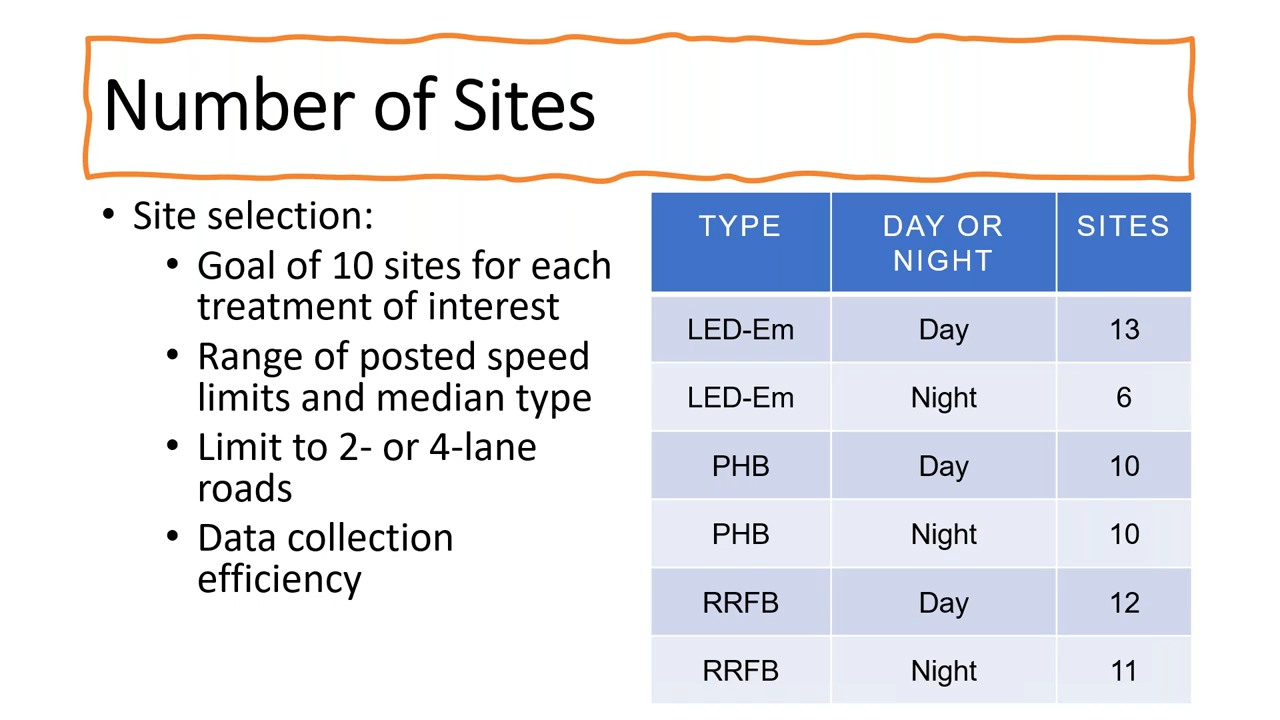 Number of Sites
• Site selection:
• Goal of 10 sites for each
treatment of interest
• Range of posted speed
limits and median type
• Limit to 2- or 4-lane
roads
• Data collection
efficiency
TYPE DAY OR NIGHT SITES
LED-Em Day 13
LED-Em Night 6
PHB Day 10
PHB Night 10
RRFB Day 12
RRFB Night 11